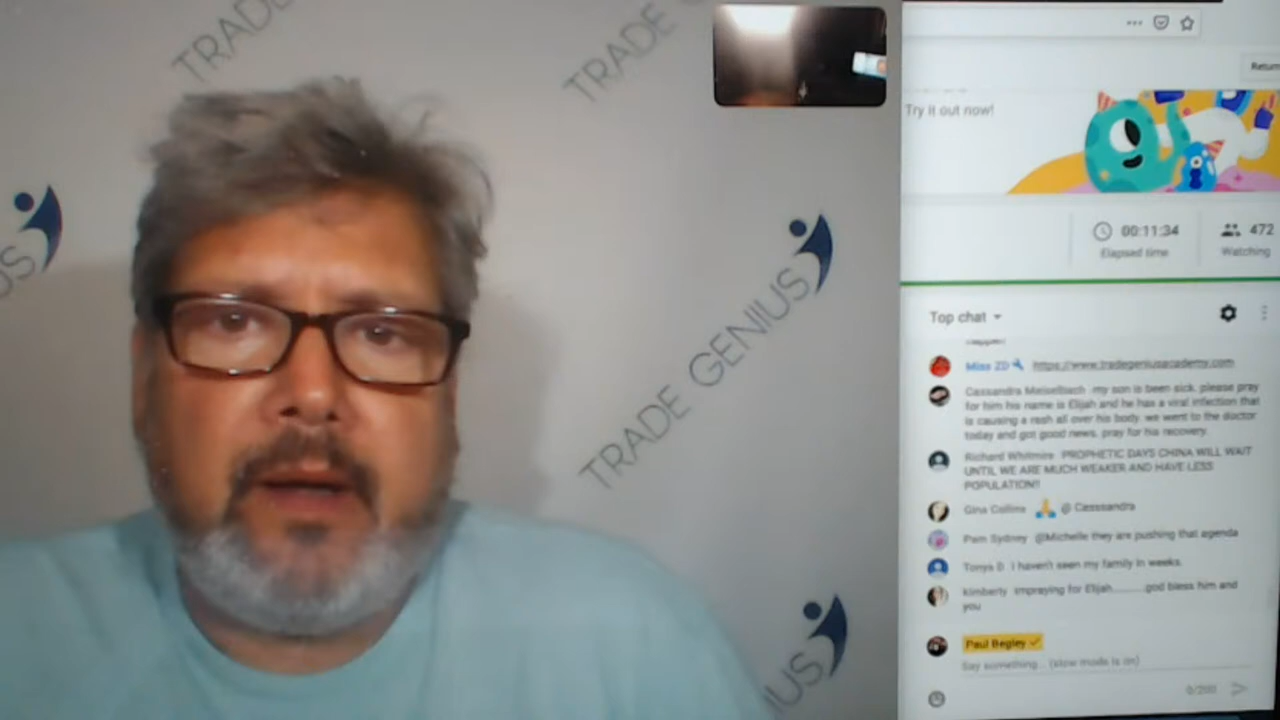 TRADE
TRADE G
US
TRADE GENIUS
IUS
Return
Try it out now!
00:11:34
Elapsed time
472
Watching
Top chat
Miss ZD https://www.tradegeniusacademy.com
Cassandra Meiselbach my son is been sick. please pray
for him his name is Elijah and he has a viral infection that
is causing a rash all over his body. we went to the doctor
today and got good news. pray for his recovery.
Richard Whitmire PROPHETIC DAYS CHINA WILL WAIT
UNTIL WE ARE MUCH WEAKER AND HAVE LESS
POPULATION!!
Gina Collins 🙏 @ Casssandra
Pam Sydney @Michelle they are pushing that agenda
Tonya D I haven't seen my family in weeks.
Kimberly impraying for Elijah..........god bless him and
you
Paul Begley
Say something... (slow mode is on)
0/200